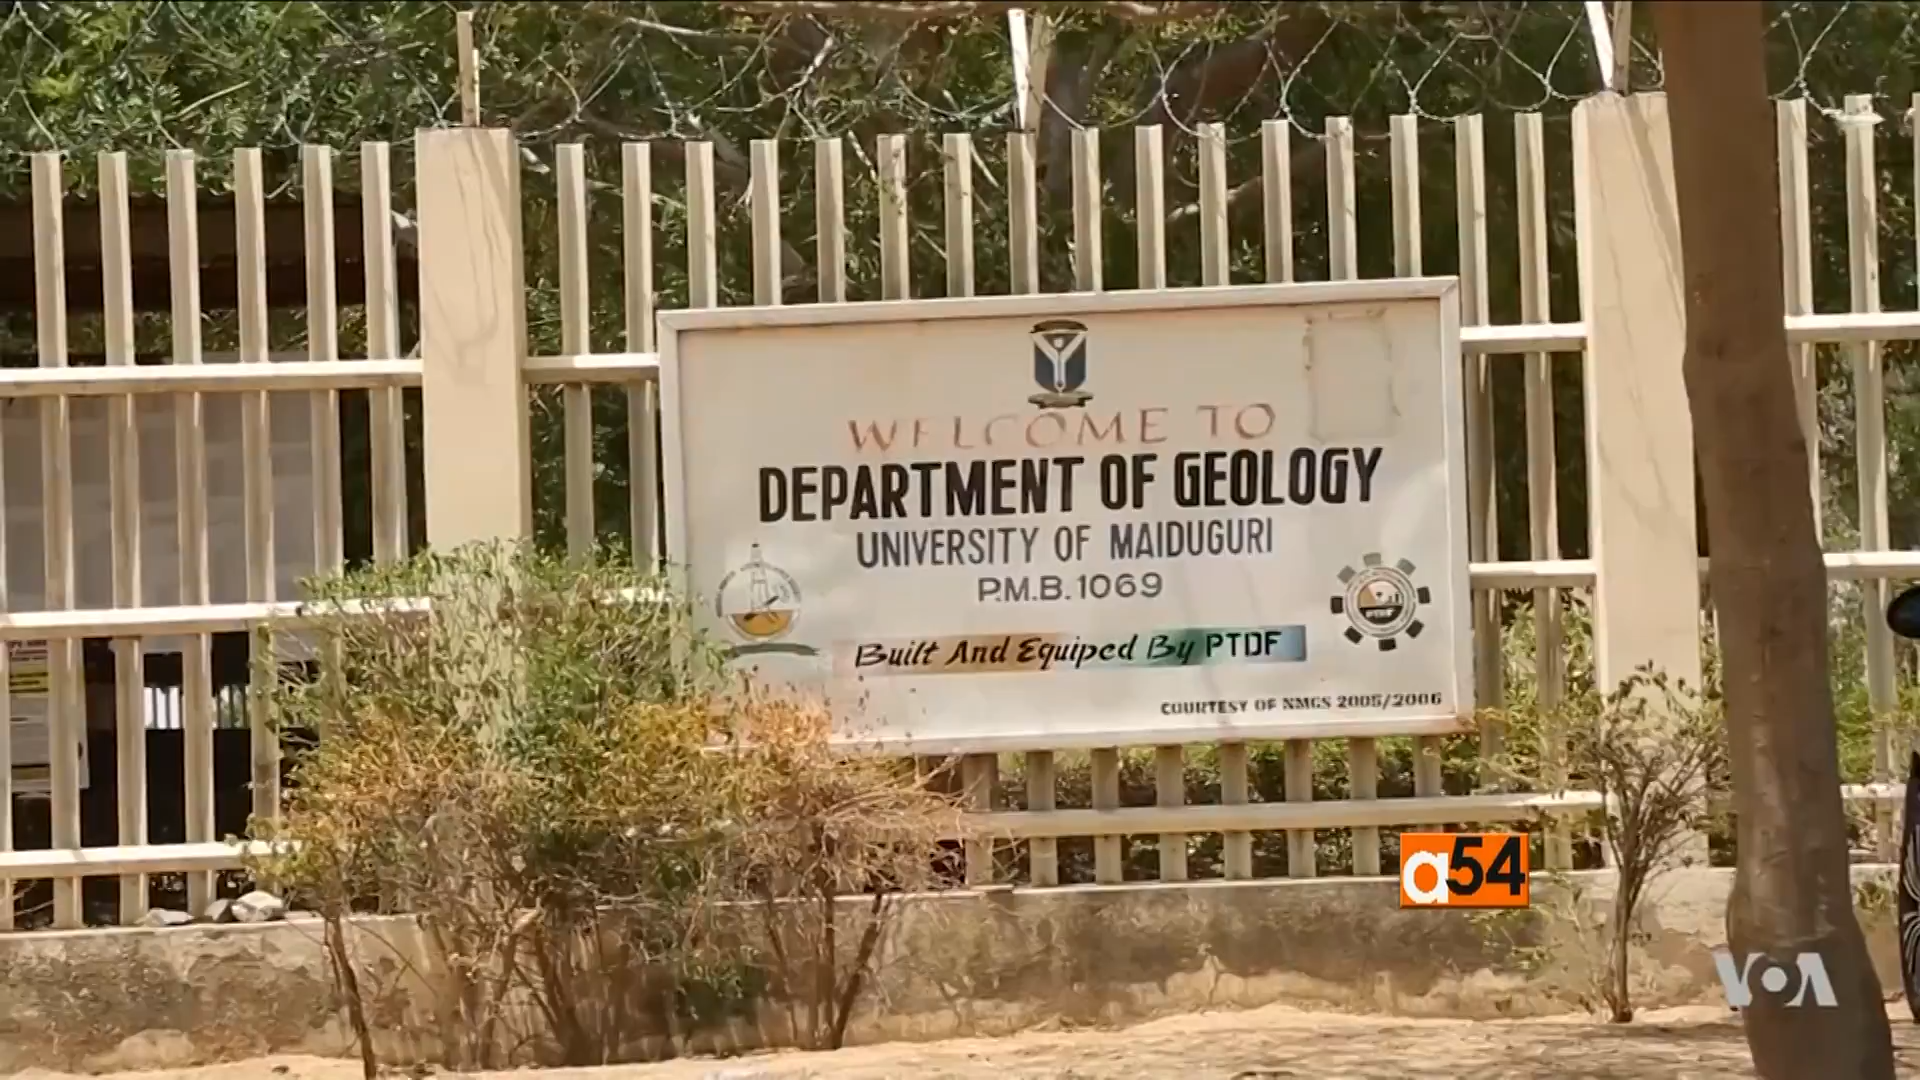 WELCOME TO
DEPARTMENT OF GEOLOGY
UNIVERSITY OF MAIDUGURI
P.M.B. 1069
Built And Equiped By PTDF
PTDF
COURTESY OF NMGS 2005/2006
a54
VOA